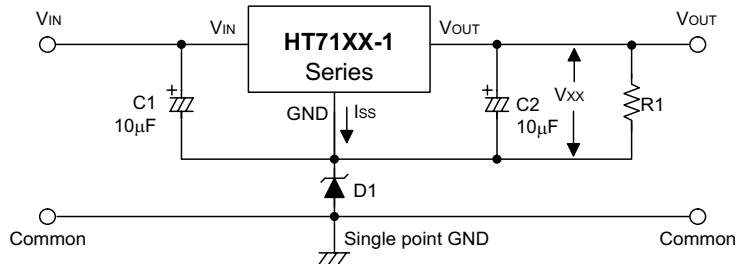 VIN
VIN
HT71XX-1
Series
VOUT
VOUT
C1
10µF
GND
ISS
C2
10µF
VXX
R1
D1
Common
Single point GND
Common